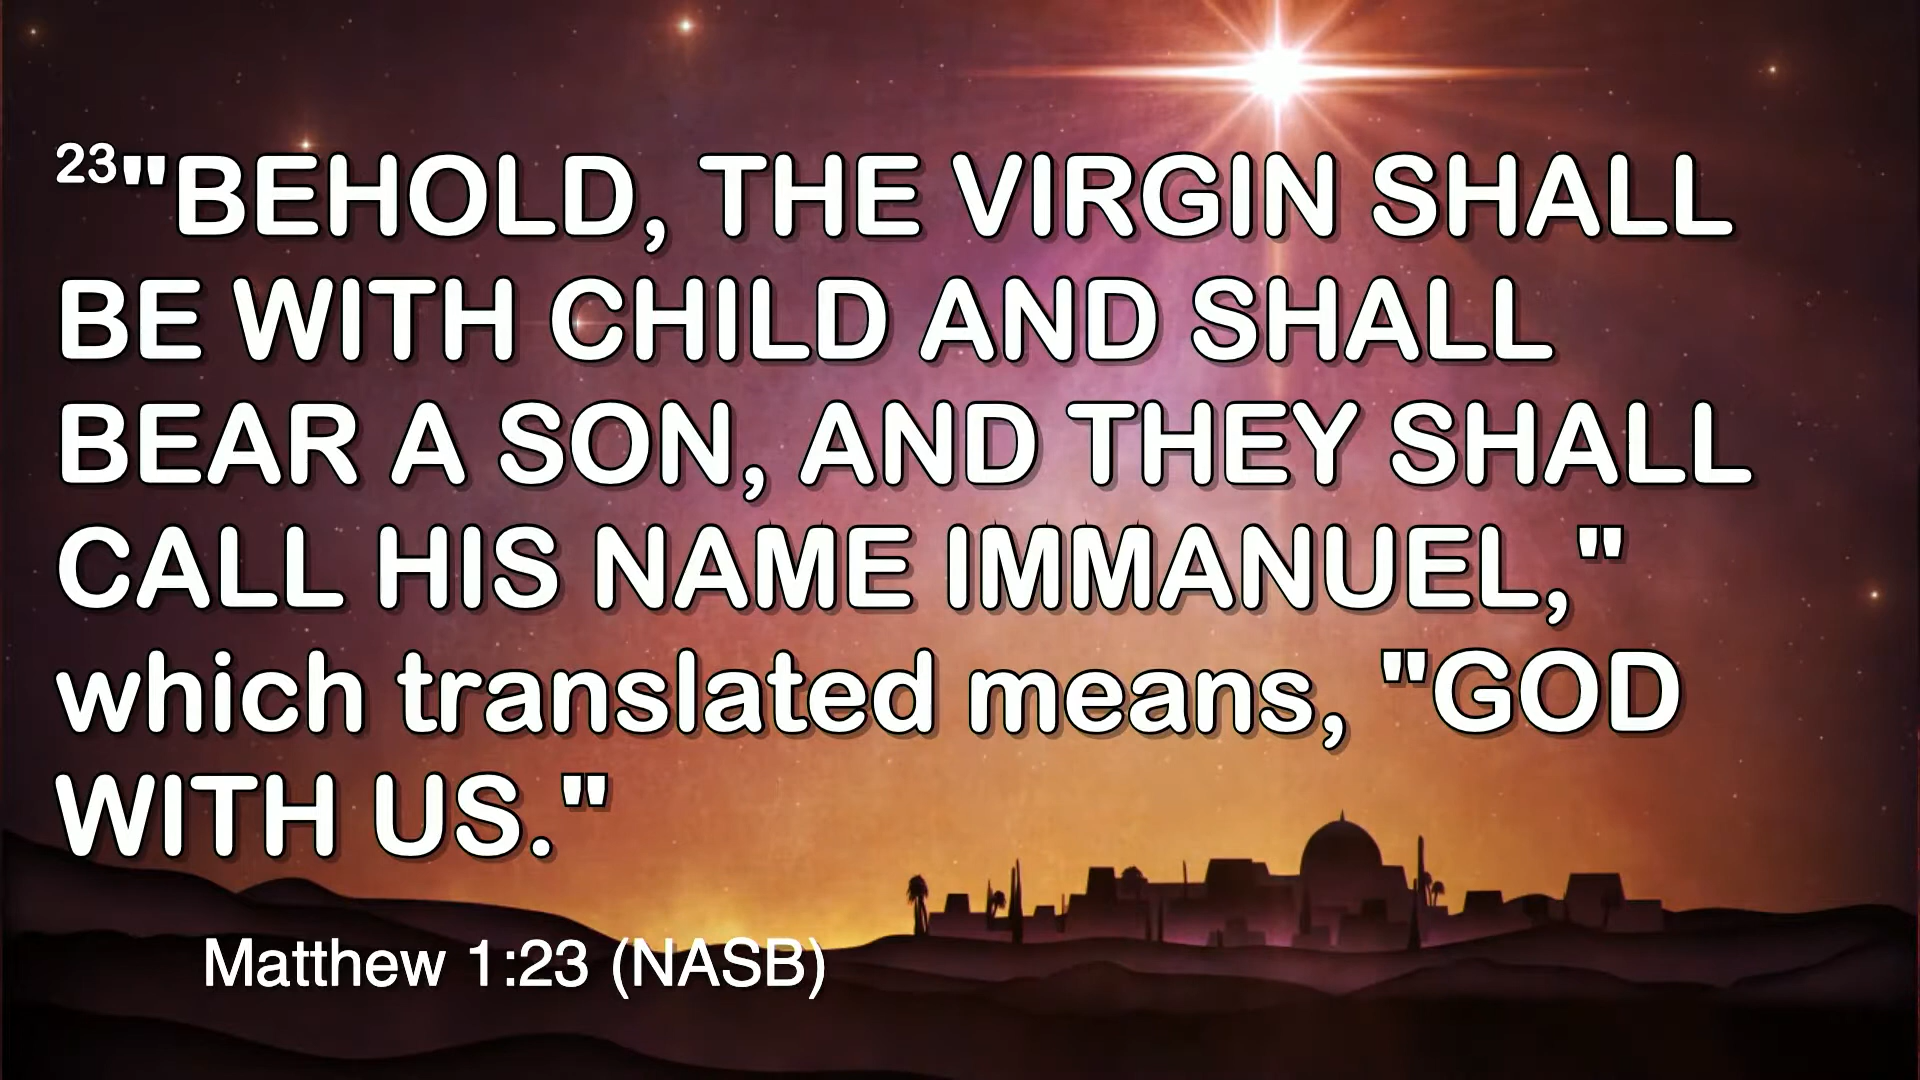 23"BEHOLD, THE VIRGIN SHALL
BE WITH CHILD AND SHALL
BEAR A SON, AND THEY SHALL
CALL HIS NAME IMMANUEL,"
which translated means, "GOD
WITH US."
Matthew 1:23 (NASB)